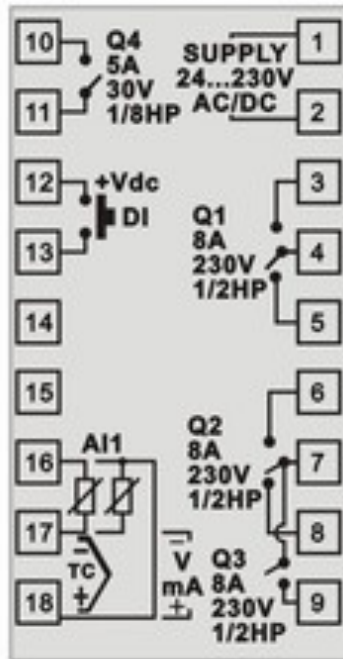 10
Q4
5A
30V
1/8HP
11
SUPPLY
24...230V
AC/DC
1
2
12
+Vdc
DI
13
3
Q1
8A
230V
1/2HP
4
5
14
15
6
Q2
8A
230V
1/2HP
7
8
16
AI1
17
−
TC
+
18
−
V
mA
+
Q3
8A
230V
1/2HP
9